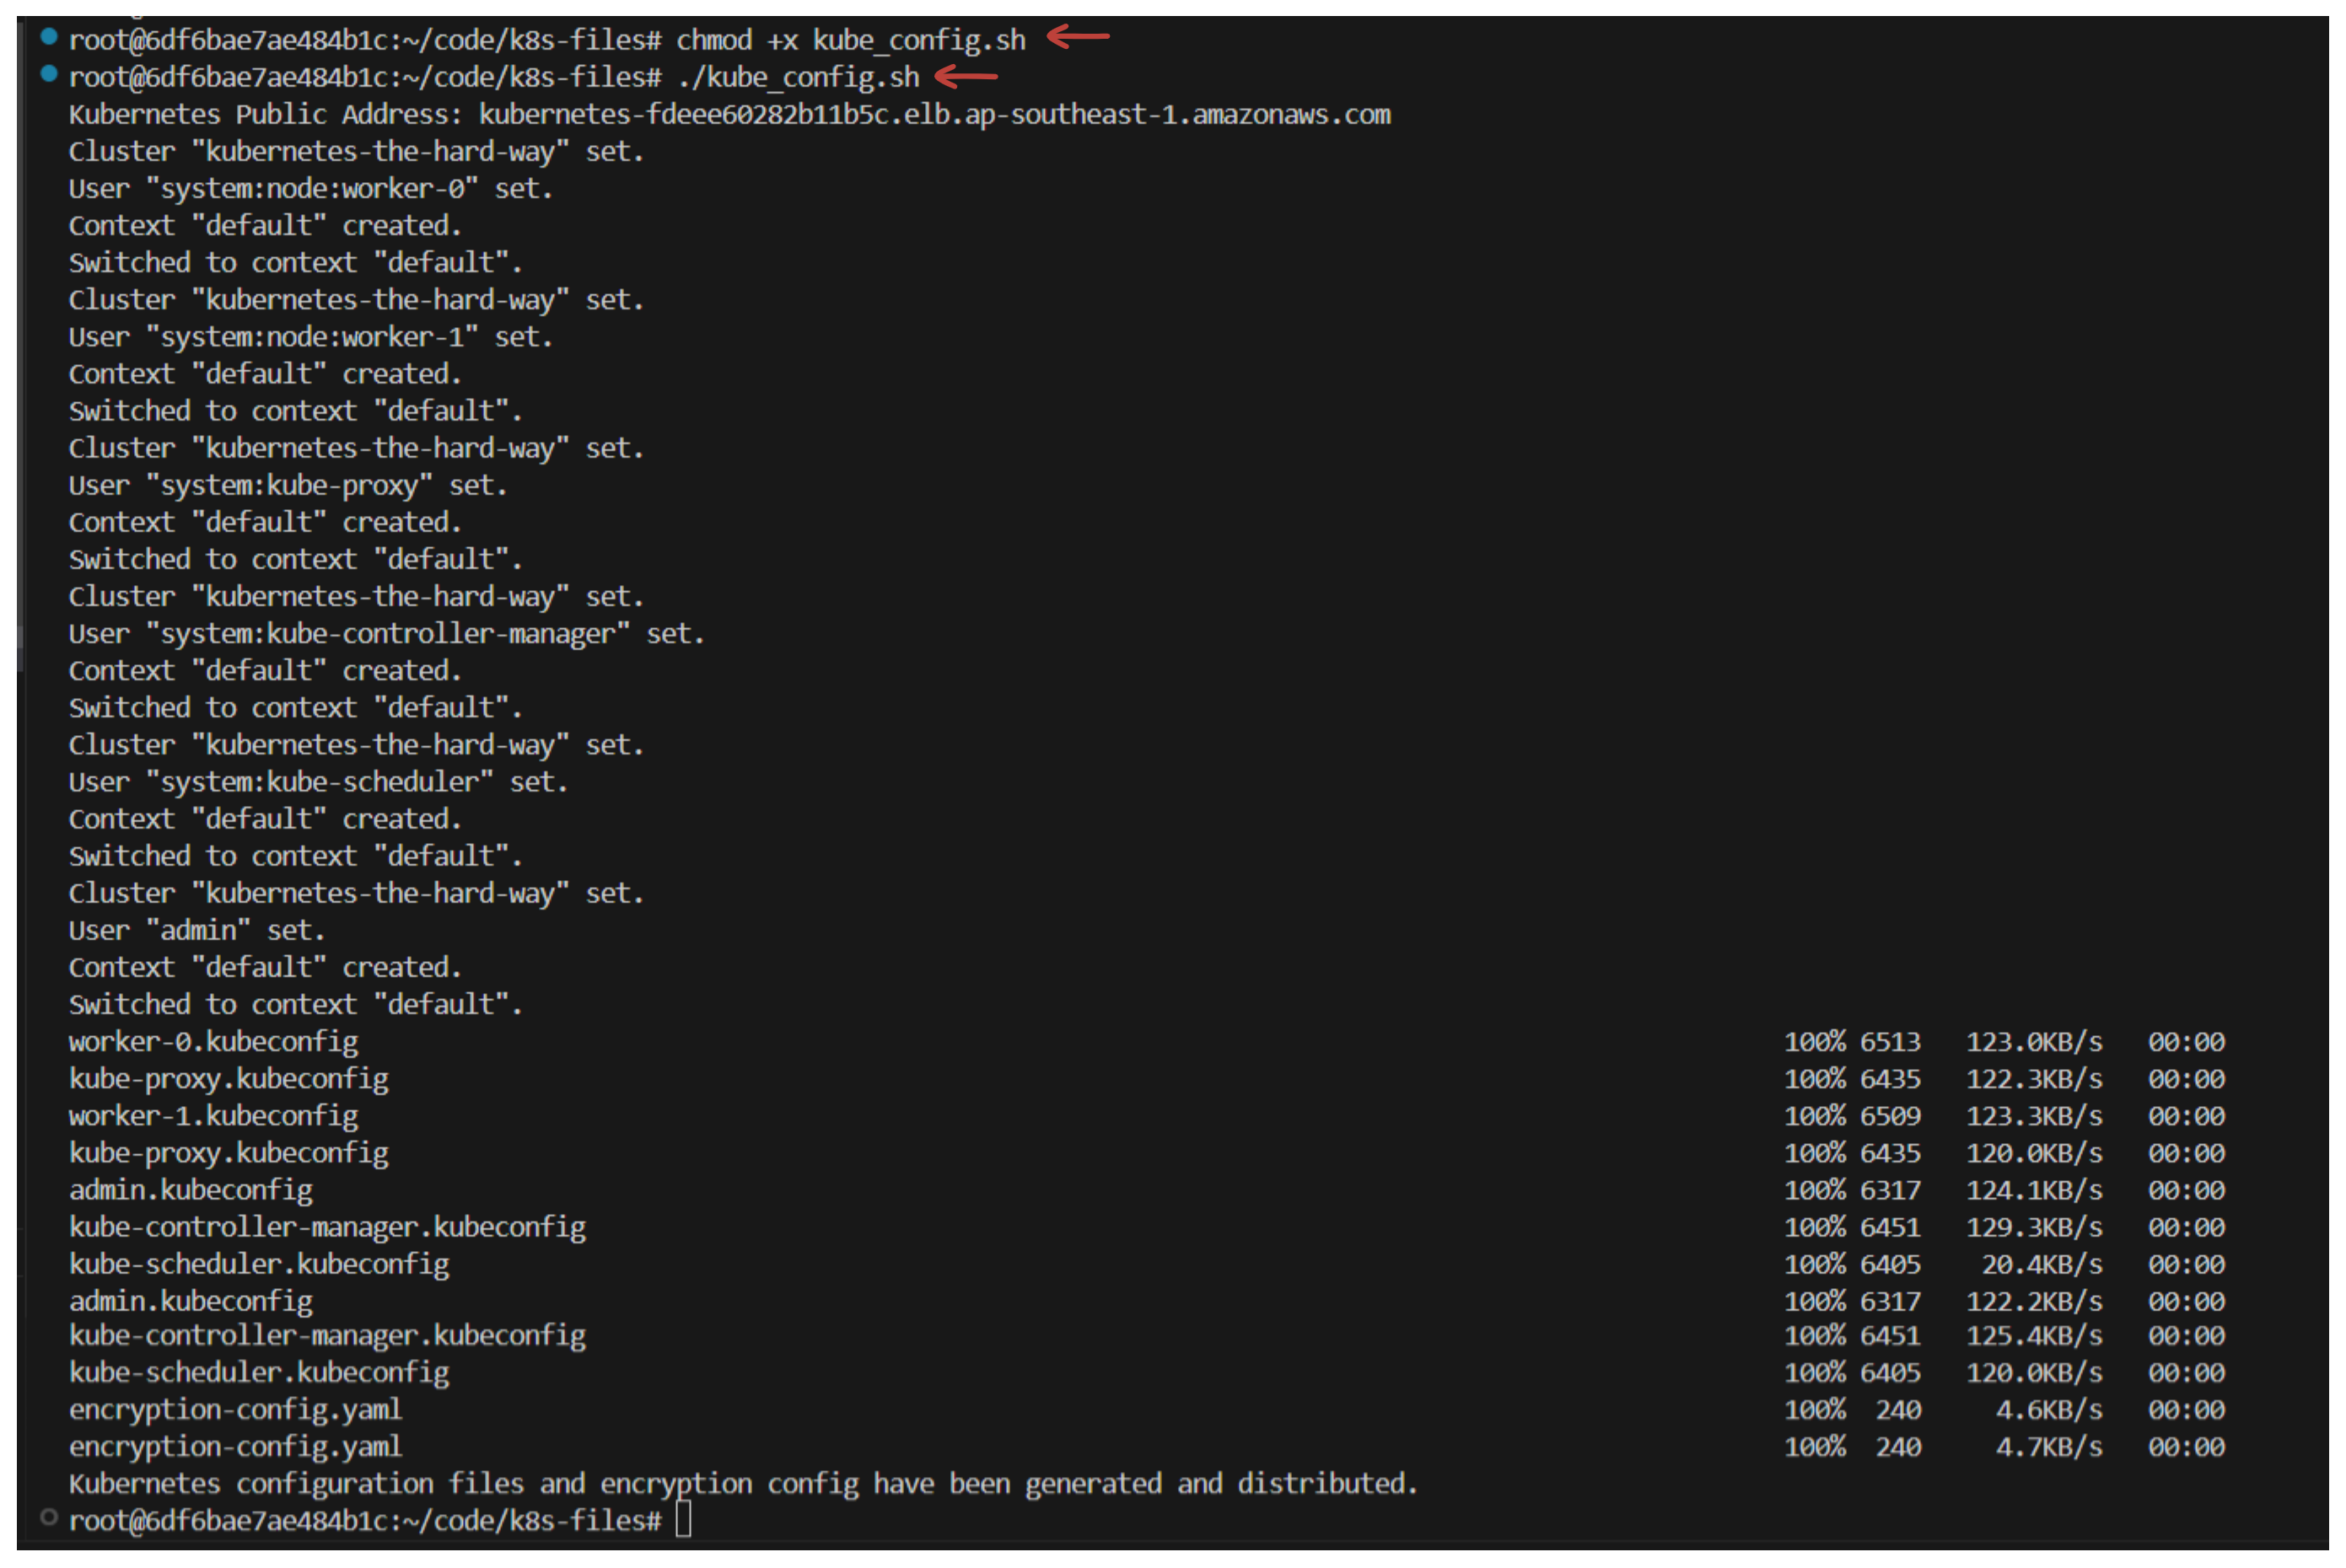 root@6df6bae7ae484b1c:~/code/k8s-files# chmod +x kube_config.sh
root@6df6bae7ae484b1c:~/code/k8s-files# ./kube_config.sh
Kubernetes Public Address: kubernetes-fdeee60282b11b5c.elb.ap-southeast-1.amazonaws.com
Cluster "kubernetes-the-hard-way" set.
User "system:node:worker-0" set.
Context "default" created.
Switched to context "default".
Cluster "kubernetes-the-hard-way" set.
User "system:node:worker-1" set.
Context "default" created.
Switched to context "default".
Cluster "kubernetes-the-hard-way" set.
User "system:kube-proxy" set.
Context "default" created.
Switched to context "default".
Cluster "kubernetes-the-hard-way" set.
User "system:kube-controller-manager" set.
Context "default" created.
Switched to context "default".
Cluster "kubernetes-the-hard-way" set.
User "system:kube-scheduler" set.
Context "default" created.
Switched to context "default".
Cluster "kubernetes-the-hard-way" set.
User "admin" set.
Context "default" created.
Switched to context "default".
worker-0.kubeconfig 100% 6513 123.0KB/s 00:00
kube-proxy.kubeconfig 100% 6435 122.3KB/s 00:00
worker-1.kubeconfig 100% 6509 123.3KB/s 00:00
kube-proxy.kubeconfig 100% 6435 120.0KB/s 00:00
admin.kubeconfig 100% 6317 124.1KB/s 00:00
kube-controller-manager.kubeconfig 100% 6451 129.3KB/s 00:00
kube-scheduler.kubeconfig 100% 6405 20.4KB/s 00:00
admin.kubeconfig 100% 6317 122.2KB/s 00:00
kube-controller-manager.kubeconfig 100% 6451 125.4KB/s 00:00
kube-scheduler.kubeconfig 100% 6405 120.0KB/s 00:00
encryption-config.yaml 100% 240 4.6KB/s 00:00
encryption-config.yaml 100% 240 4.7KB/s 00:00
Kubernetes configuration files and encryption config have been generated and distributed.
root@6df6bae7ae484b1c:~/code/k8s-files#